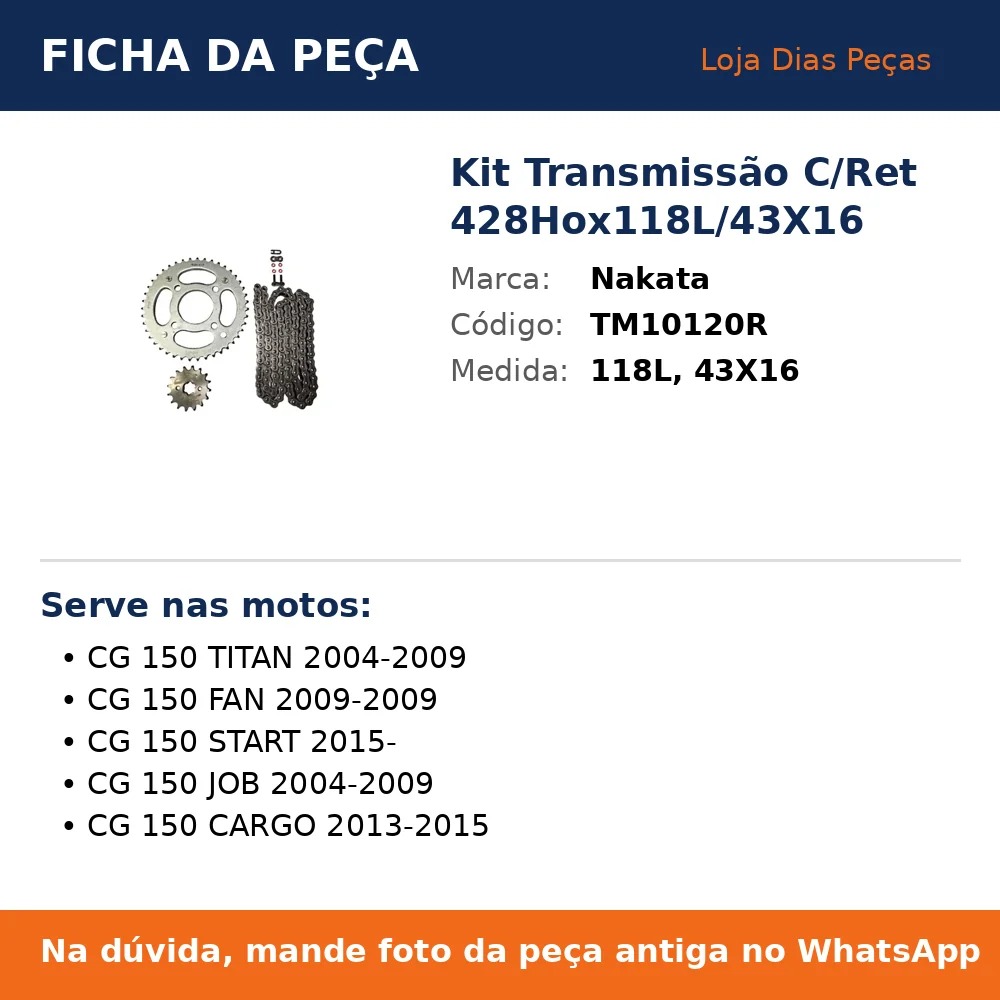 FICHA DA PEÇA
Loja Dias Peças
Kit Transmissão C/Ret
428Hox118L/43X16
Marca: Nakata
Código: TM10120R
Medida: 118L, 43X16
Serve nas motos:
• CG 150 TITAN 2004-2009
• CG 150 FAN 2009-2009
• CG 150 START 2015-
• CG 150 JOB 2004-2009
• CG 150 CARGO 2013-2015
Na dúvida, mande foto da peça antiga no WhatsApp